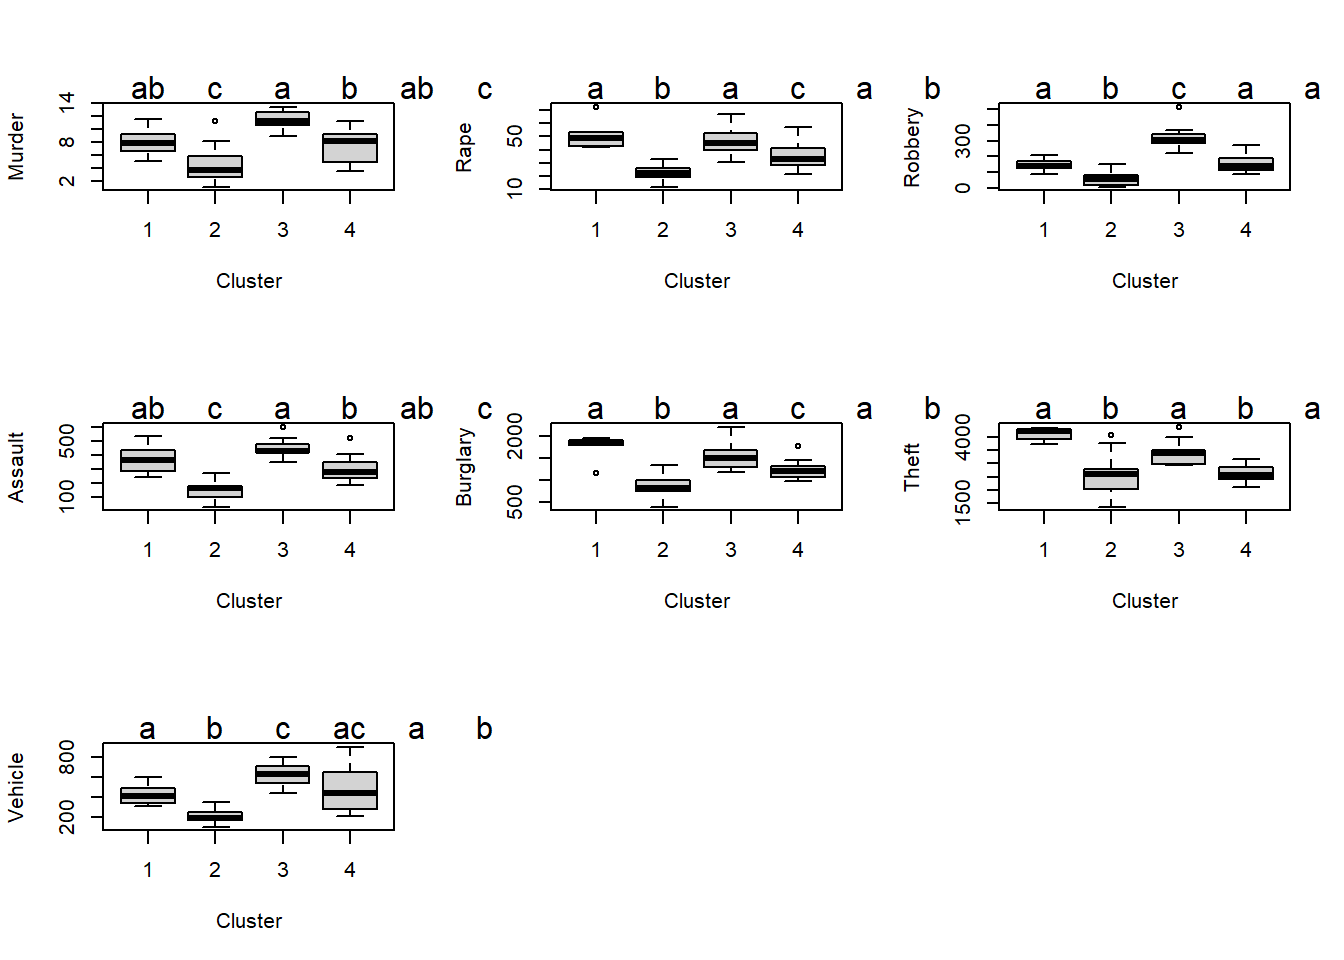 ab c a b ab c a b a c a b a b c a a
Murder 14 8 2 Rape 50 10 Robbery 300 0
1 2 3 4 1 2 3 4 1 2 3 4
Cluster Cluster Cluster
ab c a b ab c a b a c a b a b a b a
Assault 500 100 Burglary 2000 500 Theft 4000 1500
1 2 3 4 1 2 3 4 1 2 3 4
Cluster Cluster Cluster
a b c ac a b
Vehicle 800 200
1 2 3 4
Cluster